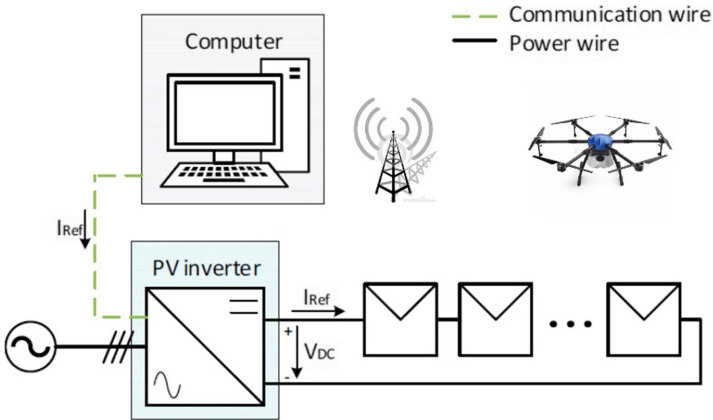 Communication wire
Power wire
Computer
IRef
PV inverter
IRef
+
VDC
-